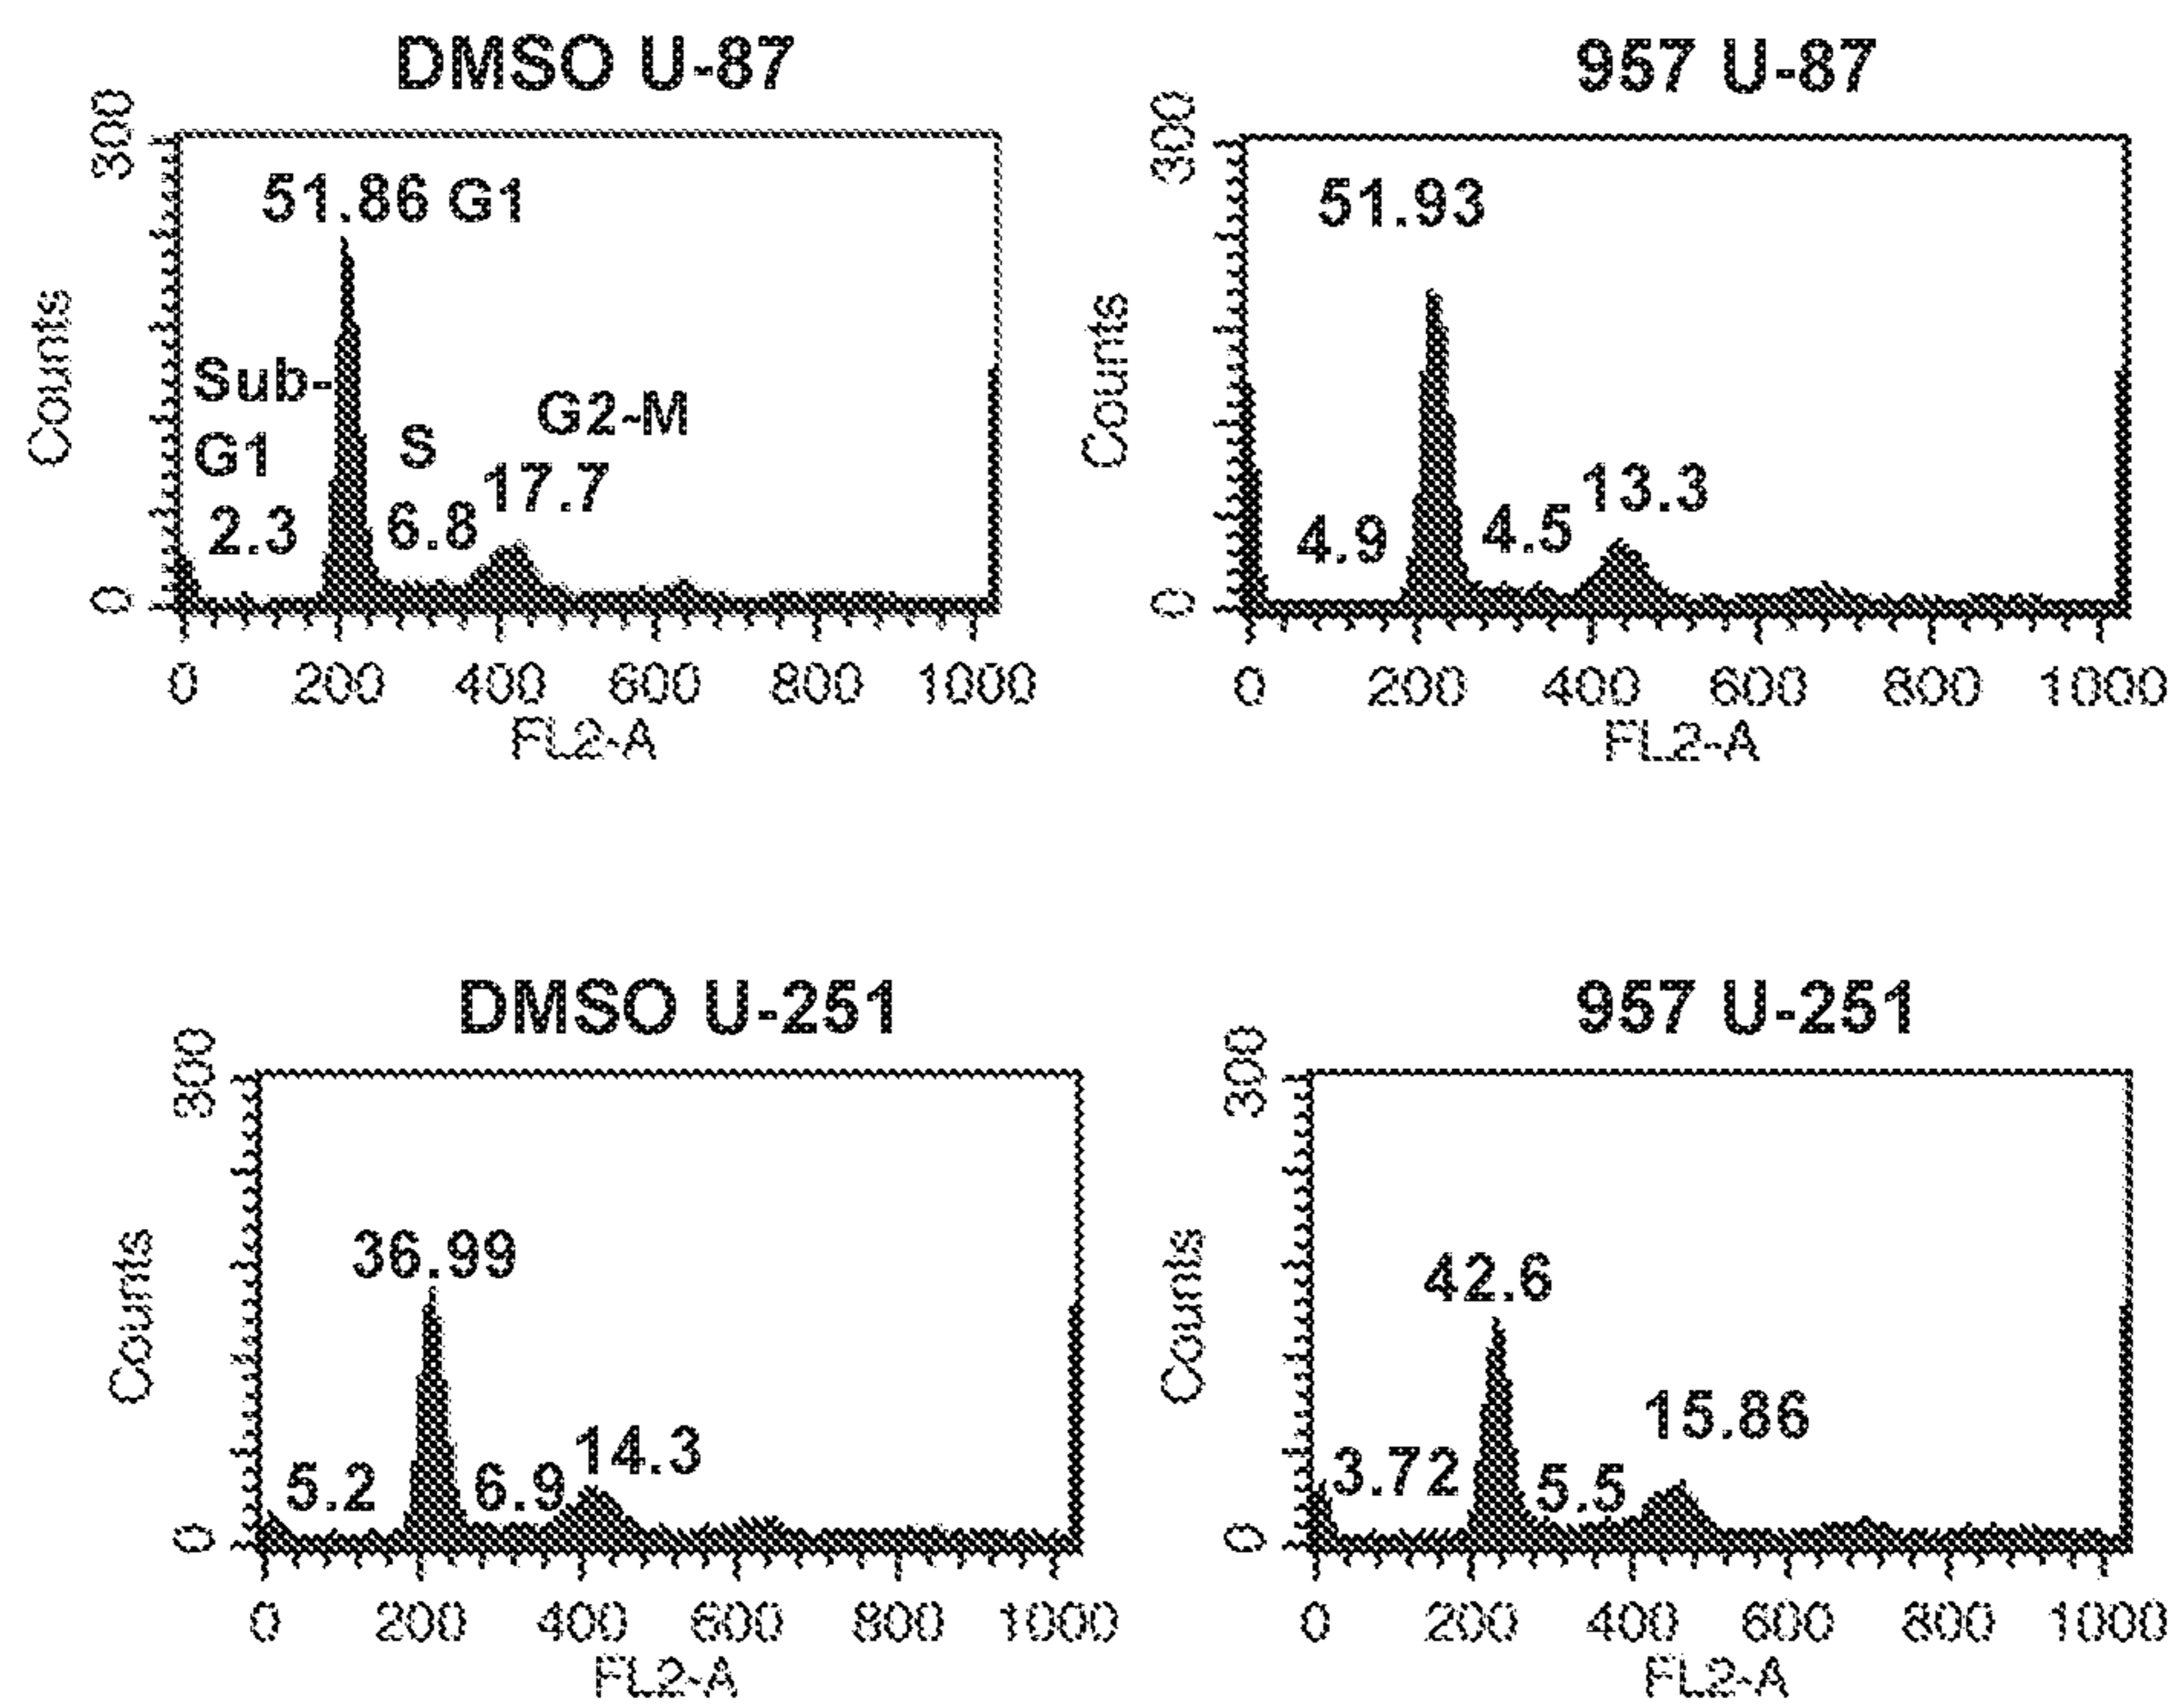 DMSO U-87
300
51.86 G1
Counts
Sub-
G1
2.3
S
6.8
G2-M
17.7
0
0 200 400 600 800 1000
FL2-A
957 U-87
300
51.93
Counts
4.9
4.5
13.3
0
0 200 400 600 800 1000
FL2-A
DMSO U-251
300
36.99
Counts
5.2
6.9
14.3
0
0 200 400 600 800 1000
FL2-A
957 U-251
300
42.6
Counts
3.72
5.5
15.86
0
0 200 400 600 800 1000
FL2-A